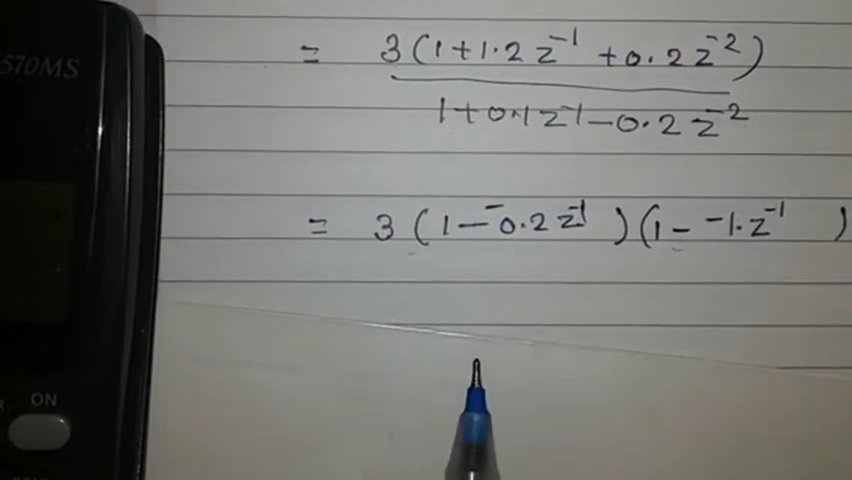 570MS
= 3(1+1.2z⁻¹ +0.2z⁻²)
1+0.1z⁻¹-0.2z⁻²
= 3(1--0.2z⁻¹ )(1--1.z⁻¹ )
ON